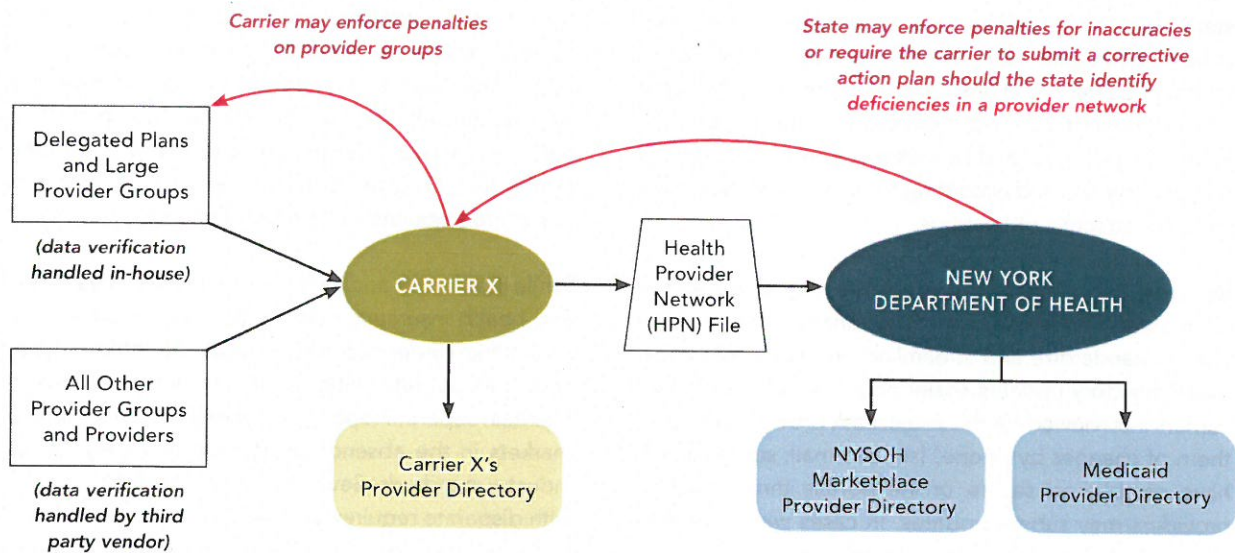 Carrier may enforce penalties
on provider groups
State may enforce penalties for inaccuracies
or require the carrier to submit a corrective
action plan should the state identify
deficiencies in a provider network
Delegated Plans
and Large
Provider Groups
(data verification
handled in-house)
CARRIER X
Health
Provider
Network
(HPN) File
NEW YORK
DEPARTMENT OF HEALTH
All Other
Provider Groups
and Providers
(data verification
handled by third
party vendor)
Carrier X's
Provider Directory
NYSOH
Marketplace
Provider Directory
Medicaid
Provider Directory